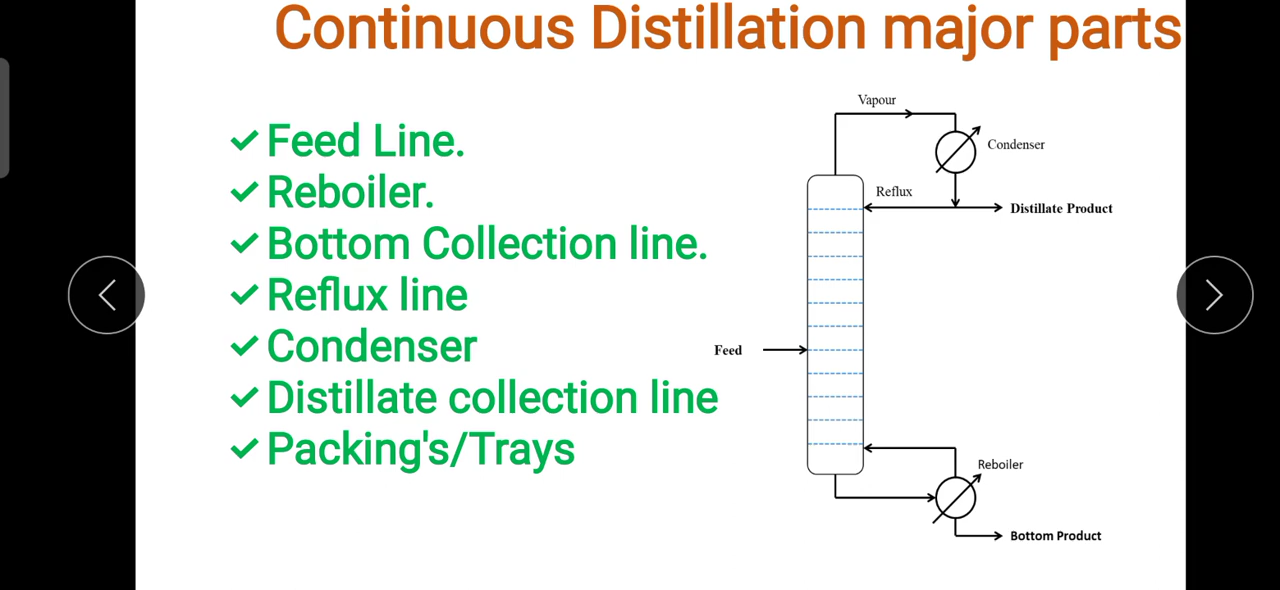 Continuous Distillation major parts
Feed Line.
Reboiler.
Bottom Collection line.
Reflux line
Condenser
Distillate collection line
Packing's/Trays
Vapour
Condenser
Reflux
Distillate Product
Feed
Reboiler
Bottom Product